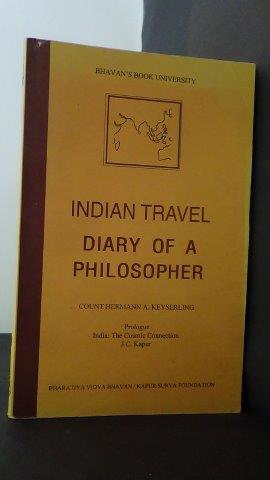 BHAVAN'S BOOK UNIVERSITY
INDIAN TRAVEL
DIARY OF A
PHILOSOPHER
COUNT HERMANN A. KEYSERLING
Prologue
India: The Cosmic Connection
J.C. Kapur
BHARATIYA VIDYA BHAVAN / KAPUR SURYA FOUNDATION